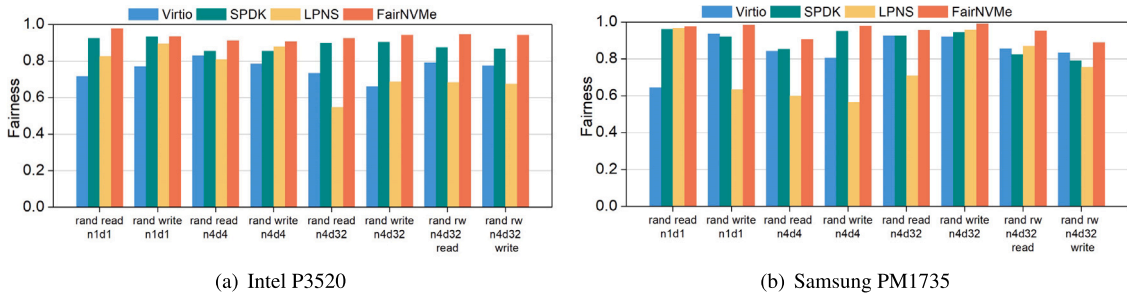 Virtio SPDK LPNS FairNVMe
1.0
0.8
0.6
0.4
0.2
0.0
Fairness
rand read n1d1
rand write n1d1
rand read n4d4
rand write n4d4
rand read n4d32
rand write n4d32
rand rw n4d32 read
rand rw n4d32 write
(a) Intel P3520
Virtio SPDK LPNS FairNVMe
1.0
0.8
0.6
0.4
0.2
0.0
Fairness
rand read n1d1
rand write n1d1
rand read n4d4
rand write n4d4
rand read n4d32
rand write n4d32
rand rw n4d32 read
rand rw n4d32 write
(b) Samsung PM1735